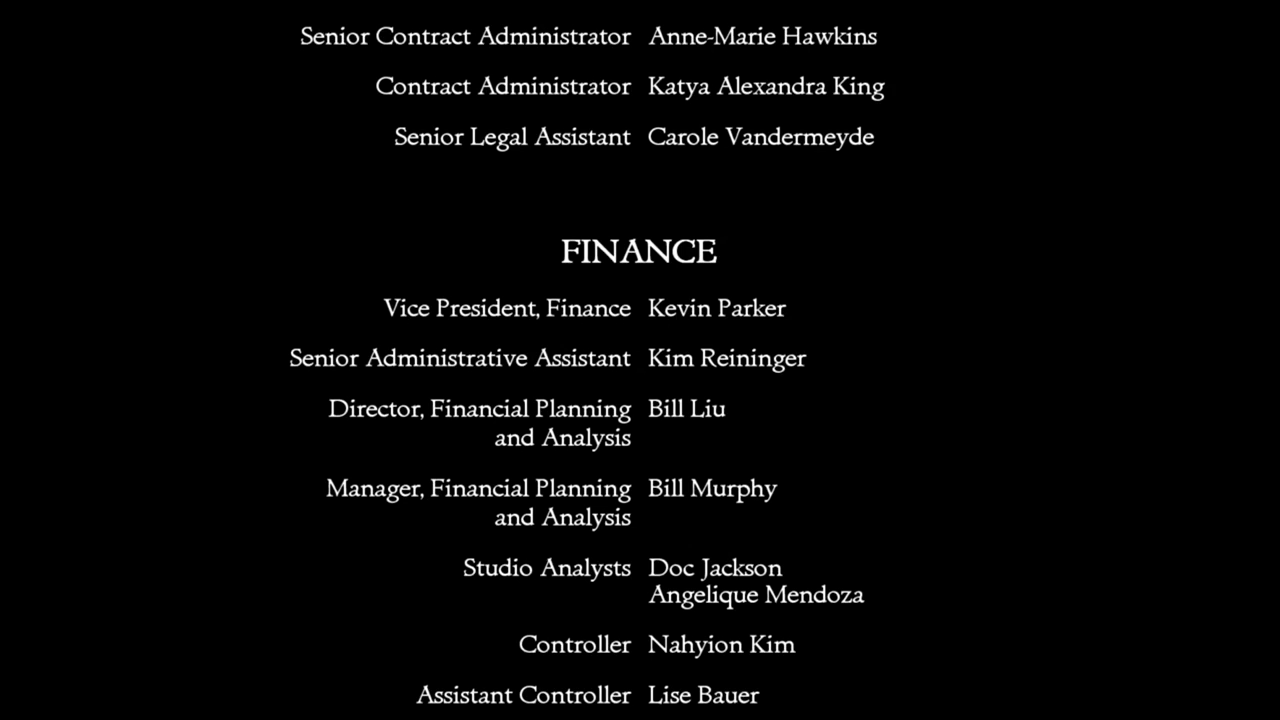 Senior Contract Administrator Anne-Marie Hawkins
Contract Administrator Katya Alexandra King
Senior Legal Assistant Carole Vandermeyde
FINANCE
Vice President, Finance Kevin Parker
Senior Administrative Assistant Kim Reininger
Director, Financial Planning Bill Liu
and Analysis
Manager, Financial Planning Bill Murphy
and Analysis
Studio Analysts Doc Jackson
Angelique Mendoza
Controller Nahyion Kim
Assistant Controller Lise Bauer